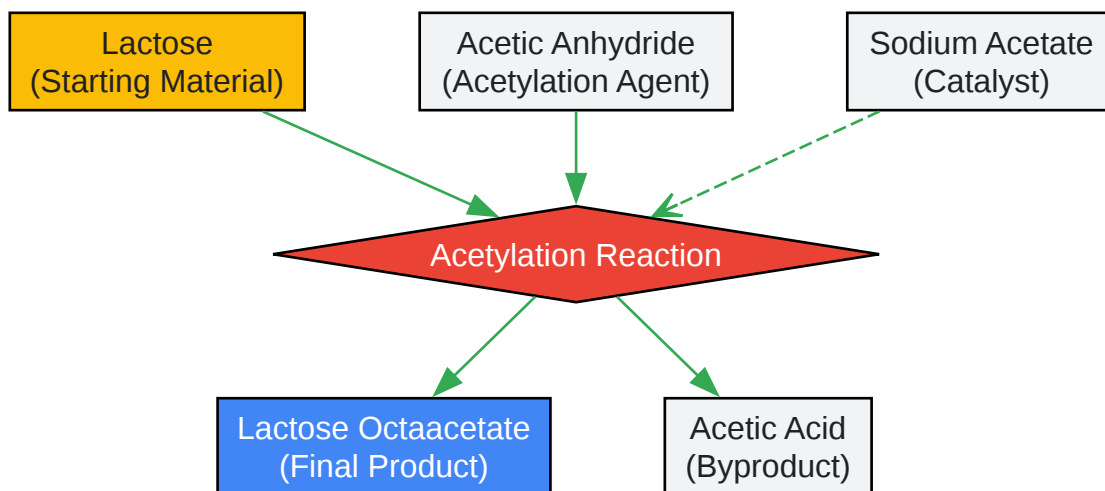 Lactose
(Starting Material)
Acetic Anhydride
(Acetylation Agent)
Sodium Acetate
(Catalyst)
Acetylation Reaction
Lactose Octaacetate
(Final Product)
Acetic Acid
(Byproduct)